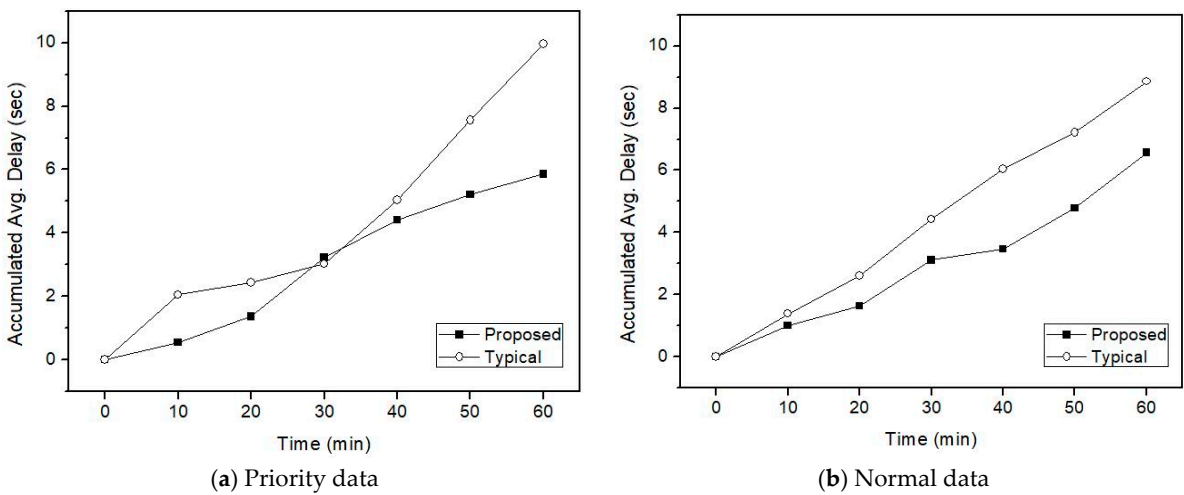 Accumulated Avg. Delay (sec)
10
8
6
4
2
0
Proposed
Typical
0 10 20 30 40 50 60
Time (min)
(a) Priority data
Accumulated Avg. Delay (sec)
10
8
6
4
2
0
Proposed
Typical
0 10 20 30 40 50 60
Time (min)
(b) Normal data